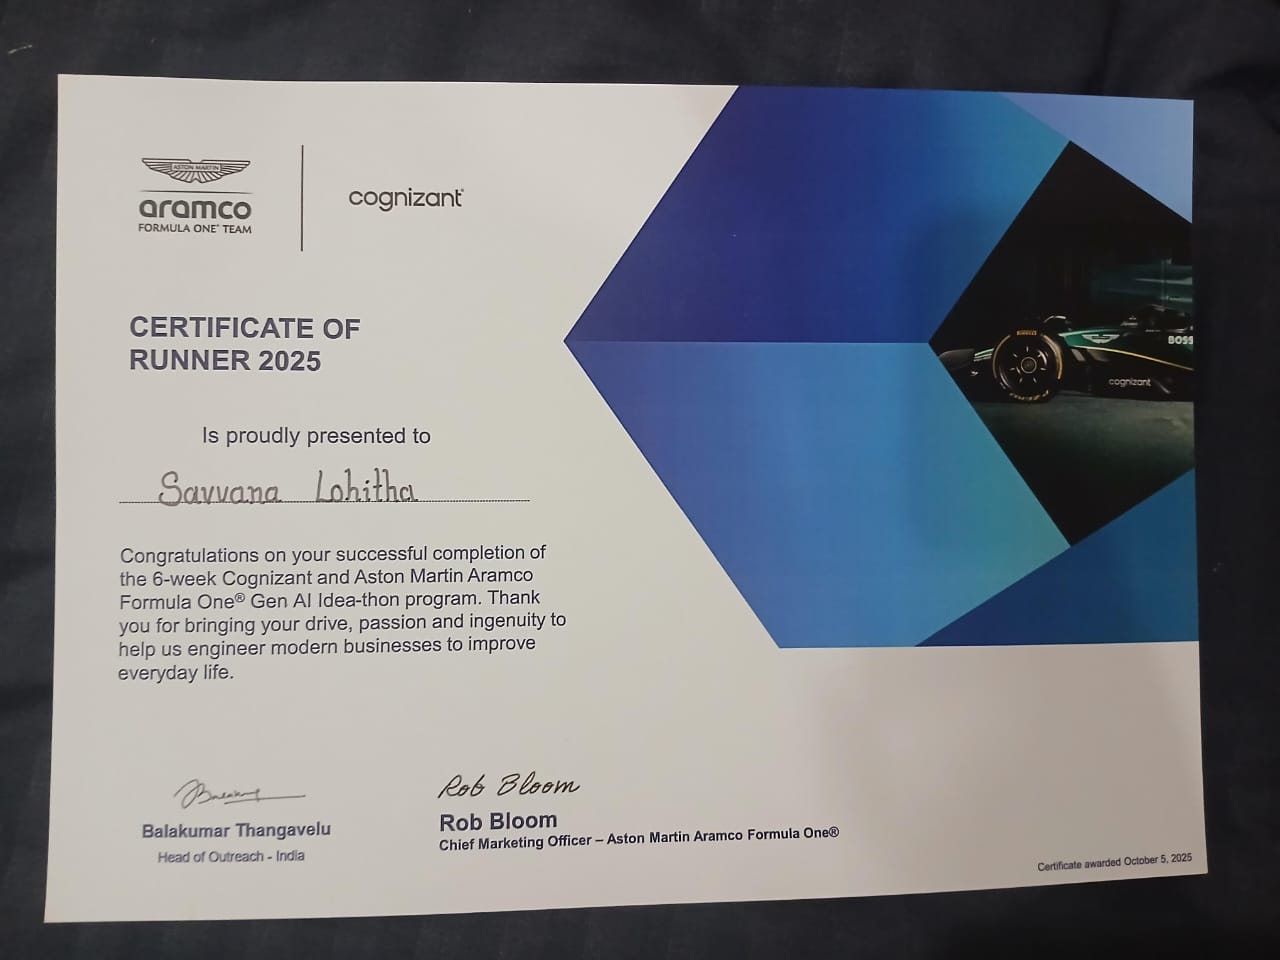 ASTON MARTIN
aramco
FORMULA ONE® TEAM
cognizant
CERTIFICATE OF
RUNNER 2025
Is proudly presented to
Savvana Lohitha
Congratulations on your successful completion of
the 6-week Cognizant and Aston Martin Aramco
Formula One® Gen AI Idea-thon program. Thank
you for bringing your drive, passion and ingenuity to
help us engineer modern businesses to improve
everyday life.
Rob Bloom
Balakumar Thangavelu
Head of Outreach - India
Rob Bloom
Chief Marketing Officer – Aston Martin Aramco Formula One®
Certificate awarded October 5, 2025
BOSS
cognizant